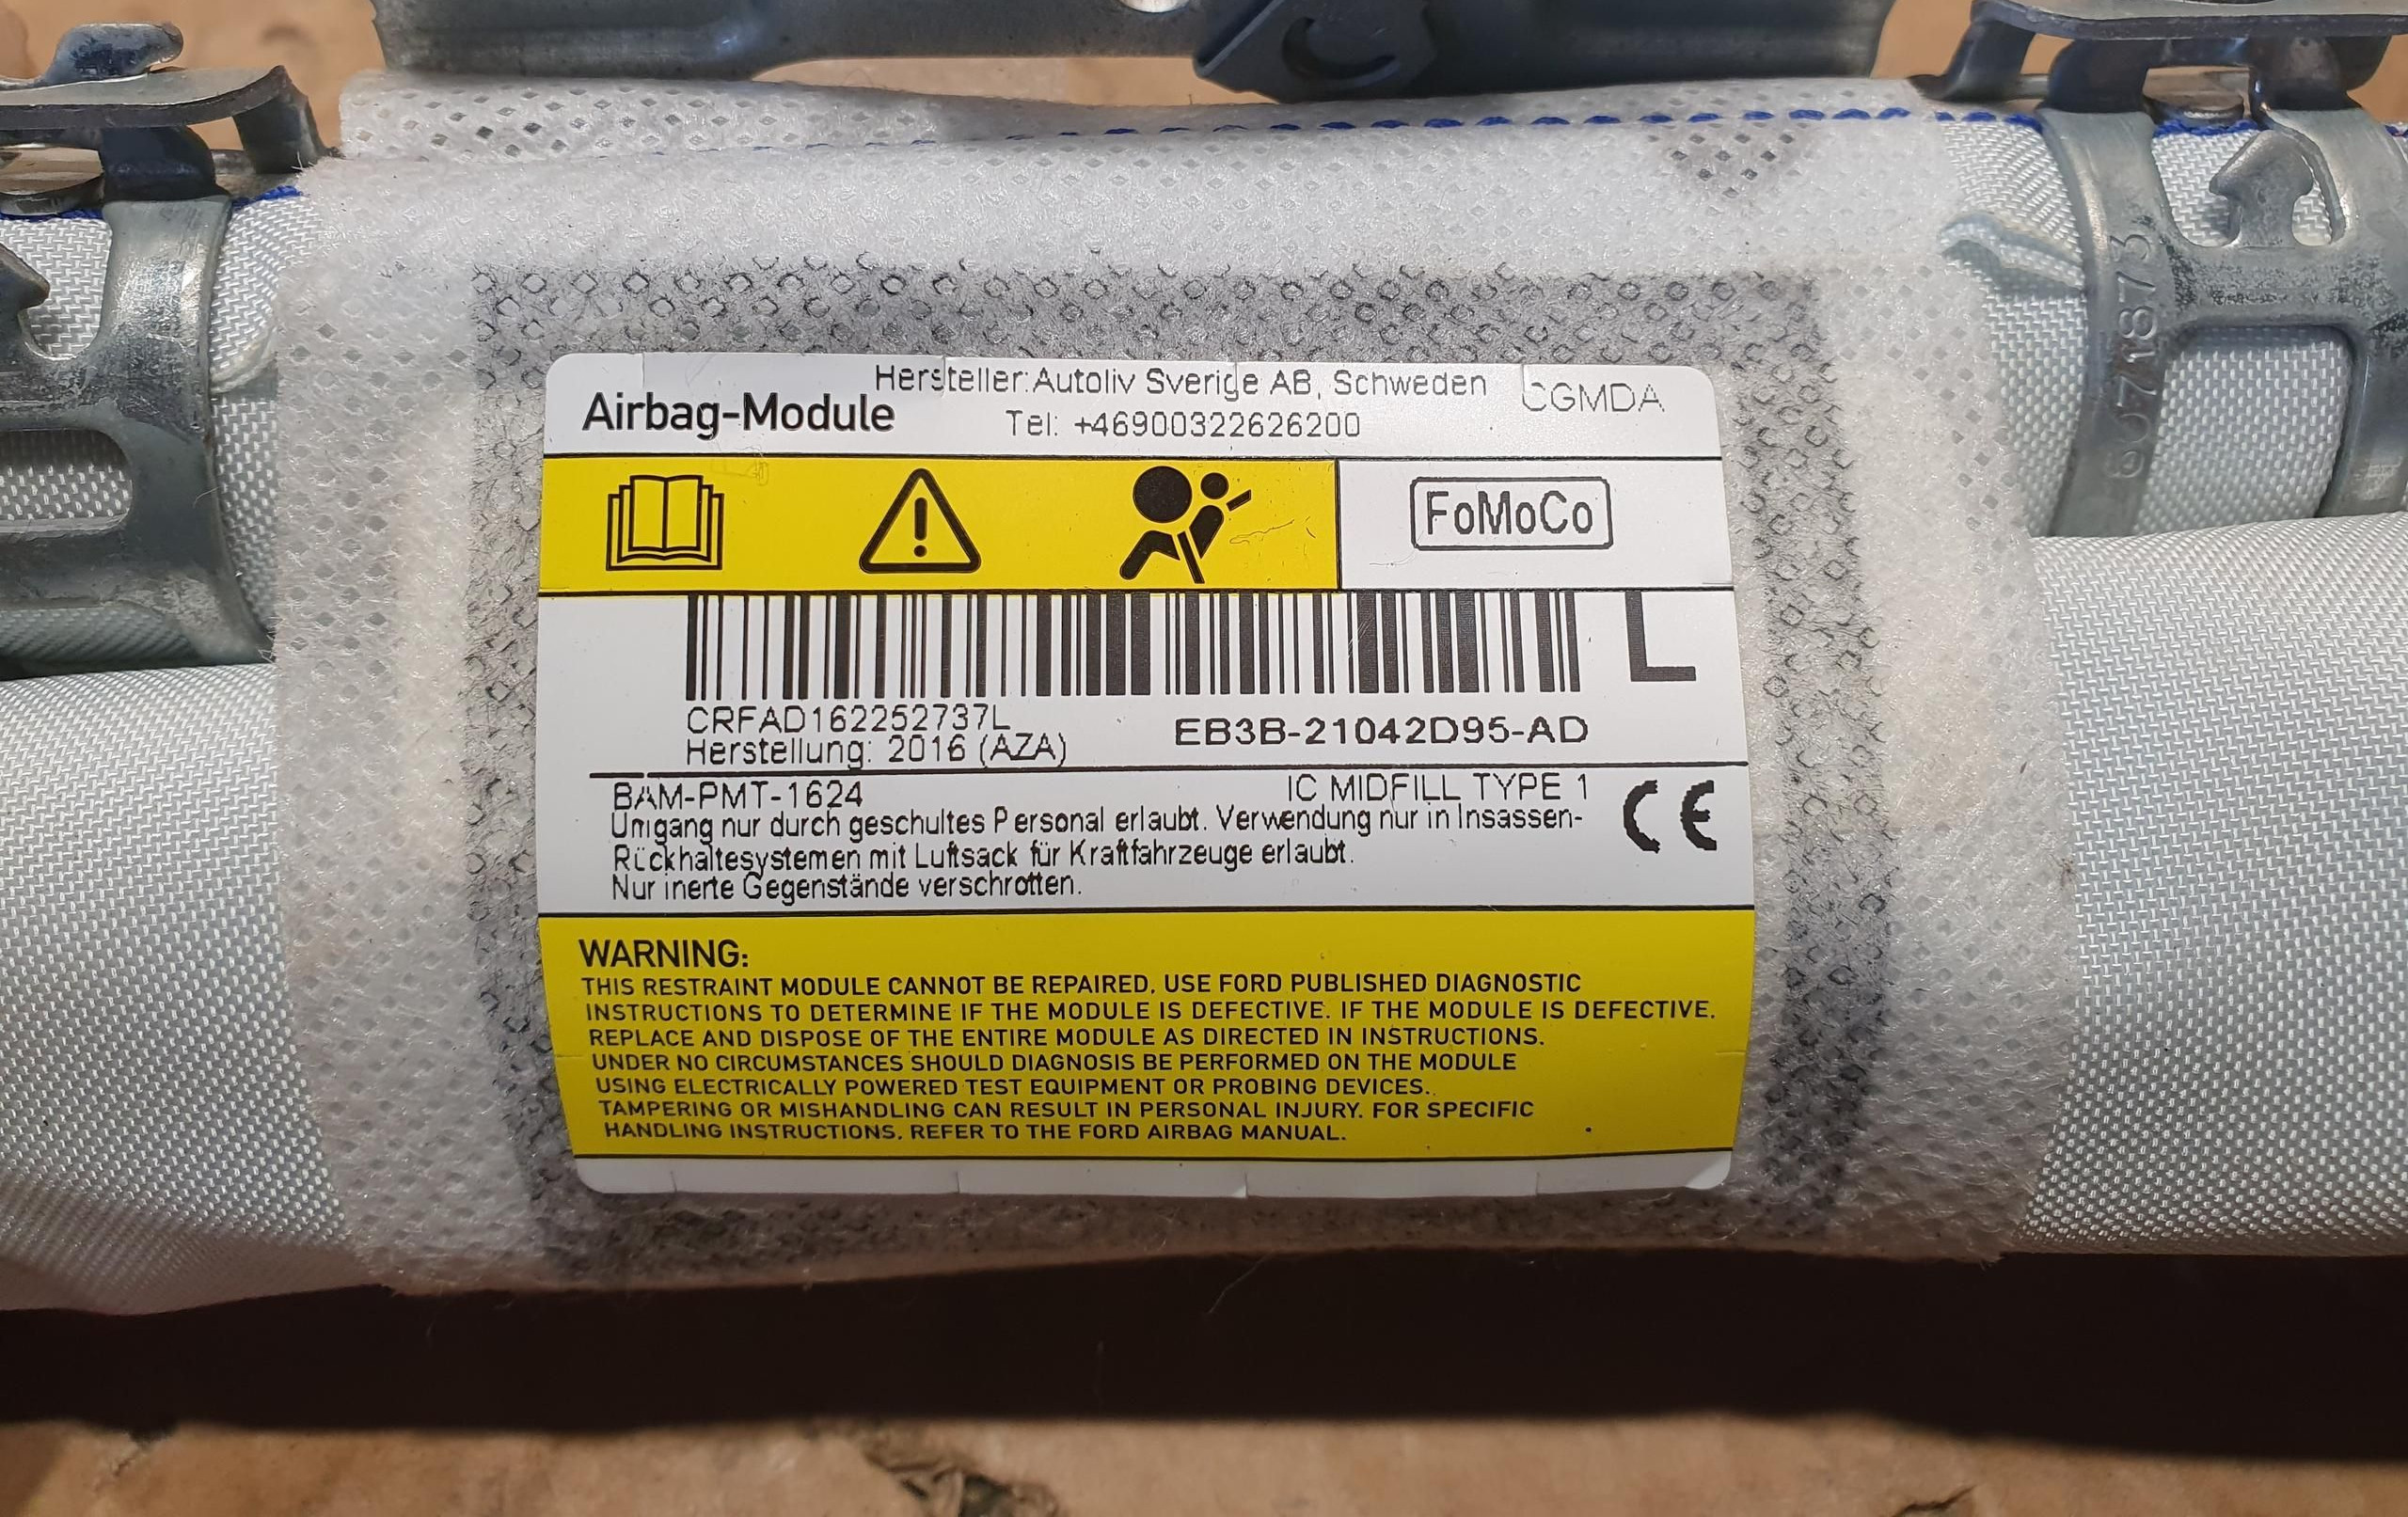 Hersteller: Autoliv Sverige AB, Schweden
CGMDA
Airbag-Module
Tel: +46900322626200
FoMoCo
L
CRFAD162252737L
EB3B-21042D95-AD
Herstellung: 2016 (AZA)
BAM-PMT-1624
IC MIDFILL TYPE 1
Umgang nur durch geschultes Personal erlaubt. Verwendung nur in Insassen-
Rückhaltesystemen mit Luftsack für Kraftfahrzeuge erlaubt.
Nur inerte Gegenstände verschrotten.
CE
WARNING:
THIS RESTRAINT MODULE CANNOT BE REPAIRED, USE FORD PUBLISHED DIAGNOSTIC
INSTRUCTIONS TO DETERMINE IF THE MODULE IS DEFECTIVE. IF THE MODULE IS DEFECTIVE.
REPLACE AND DISPOSE OF THE ENTIRE MODULE AS DIRECTED IN INSTRUCTIONS.
UNDER NO CIRCUMSTANCES SHOULD DIAGNOSIS BE PERFORMED ON THE MODULE
USING ELECTRICALLY POWERED TEST EQUIPMENT OR PROBING DEVICES..
TAMPERING OR MISHANDLING CAN RESULT IN PERSONAL INJURY. FOR SPECIFIC
HANDLING INSTRUCTIONS, REFER TO THE FORD AIRBAG MANUAL.